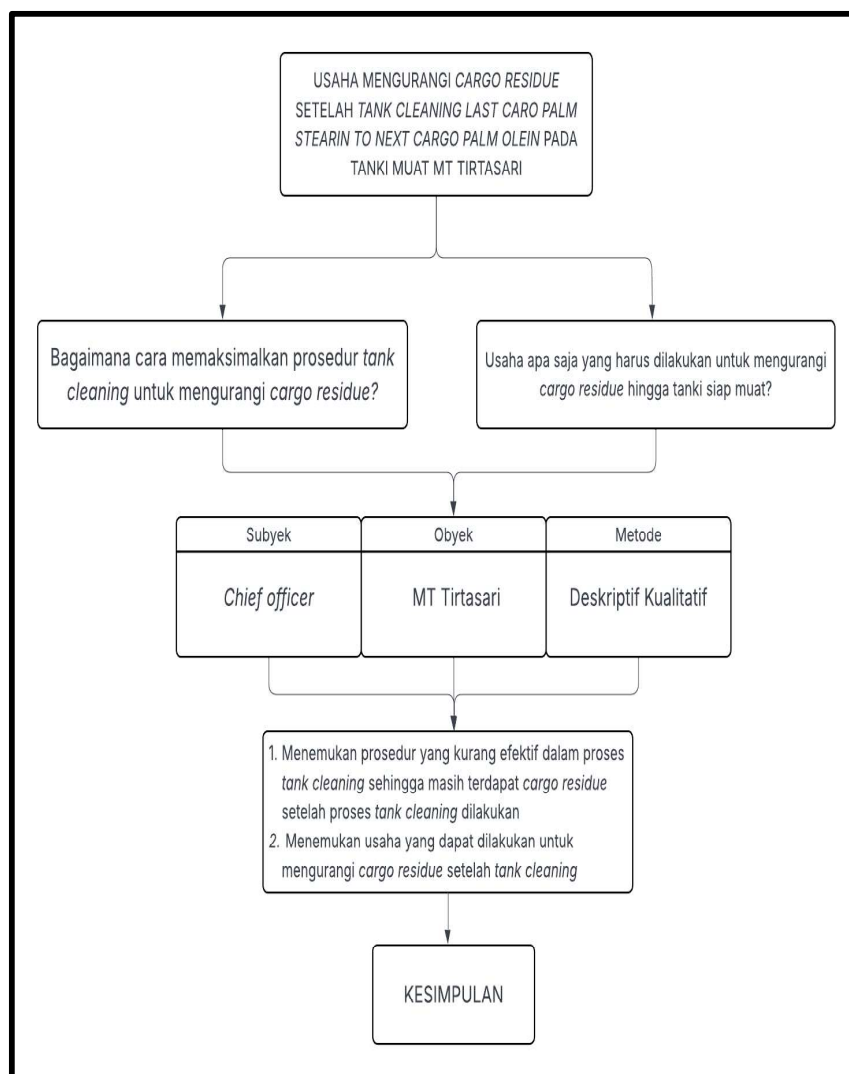 USAHA MENGURANGI CARGO RESIDUE
SETELAH TANK CLEANING LAST CARO PALM
STEARIN TO NEXT CARGO PALM OLEIN PADA
TANKI MUAT MT TIRTASARI
Bagaimana cara memaksimalkan prosedur tank
cleaning untuk mengurangi cargo residue?
Usaha apa saja yang harus dilakukan untuk mengurangi
cargo residue hingga tanki siap muat?
Subyek
Obyek
Metode
Chief officer
MT Tirtasari
Deskriptif Kualitatif
1. Menemukan prosedur yang kurang efektif dalam proses
tank cleaning sehingga masih terdapat cargo residue
setelah proses tank cleaning dilakukan
2. Menemukan usaha yang dapat dilakukan untuk
mengurangi cargo residue setelah tank cleaning
KESIMPULAN